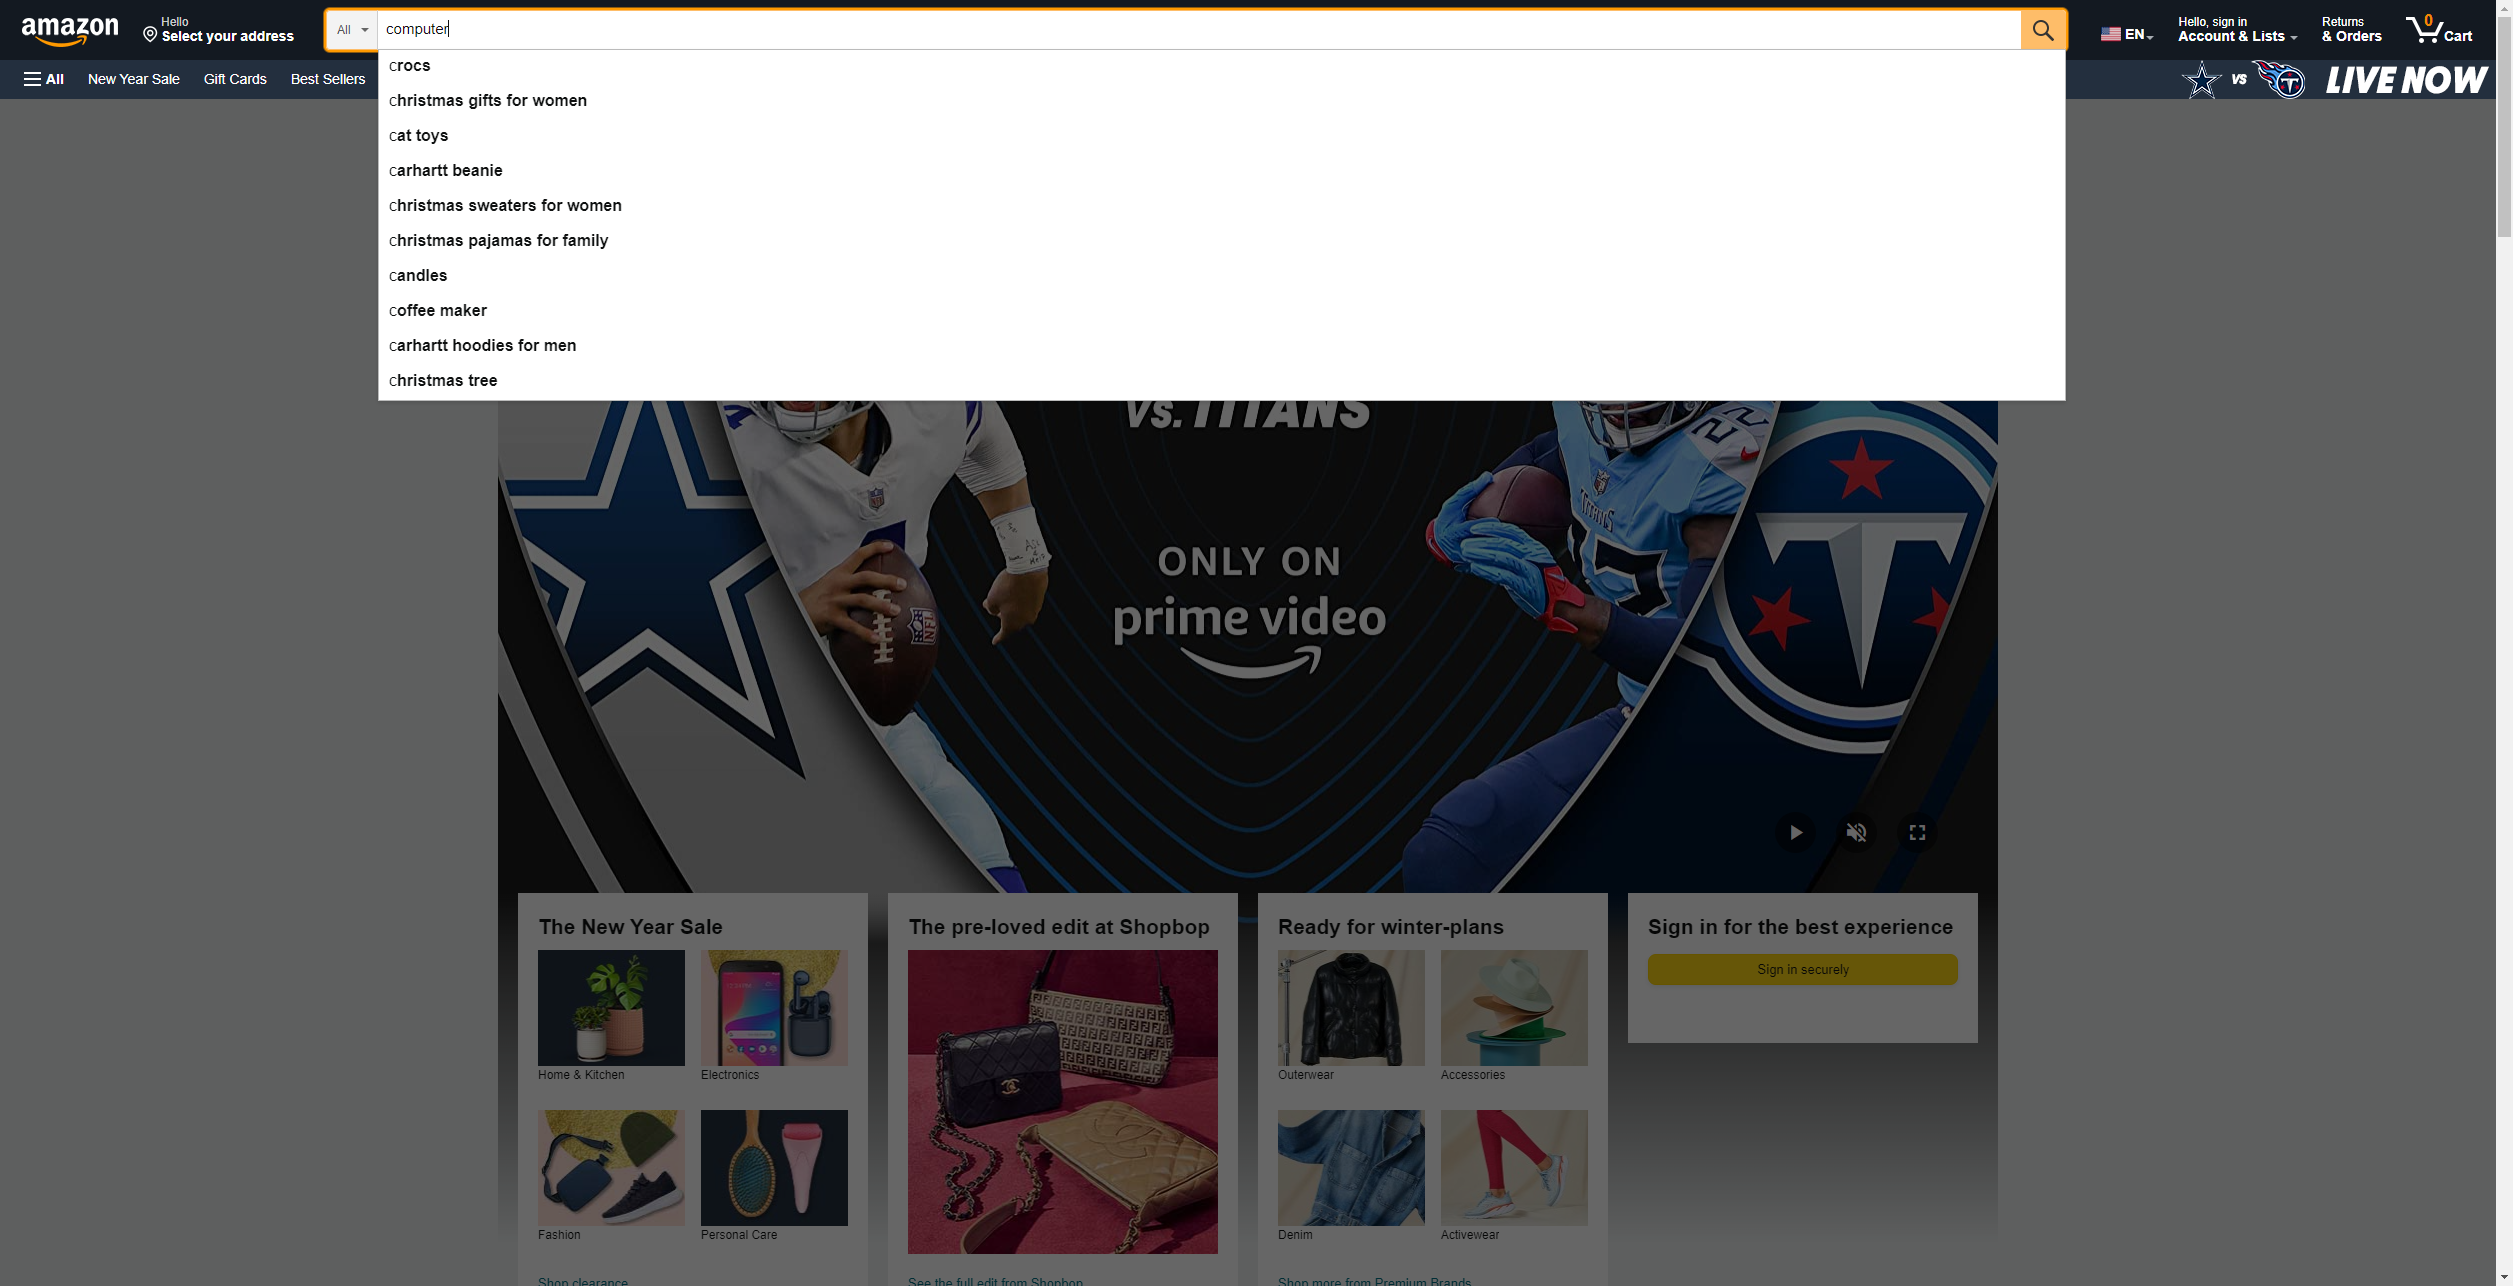 amazon
Hello
Select your address
All
computer
EN
Hello, sign in
Account & Lists
Returns
& Orders
0
Cart
All
New Year Sale
Gift Cards
Best Sellers
VS
LIVE NOW
crocs
christmas gifts for women
cat toys
carhartt beanie
christmas sweaters for women
christmas pajamas for family
candles
coffee maker
carhartt hoodies for men
christmas tree
VS. TITANS
ONLY ON
prime video
NFL
TITANS
22
T
The New Year Sale
Home & Kitchen
Electronics
Fashion
Personal Care
Shop clearance
The pre-loved edit at Shopbop
See the full edit from Shopbop
Ready for winter-plans
Outerwear
Accessories
Denim
Activewear
Shop more from Premium Brands
Sign in for the best experience
Sign in securely